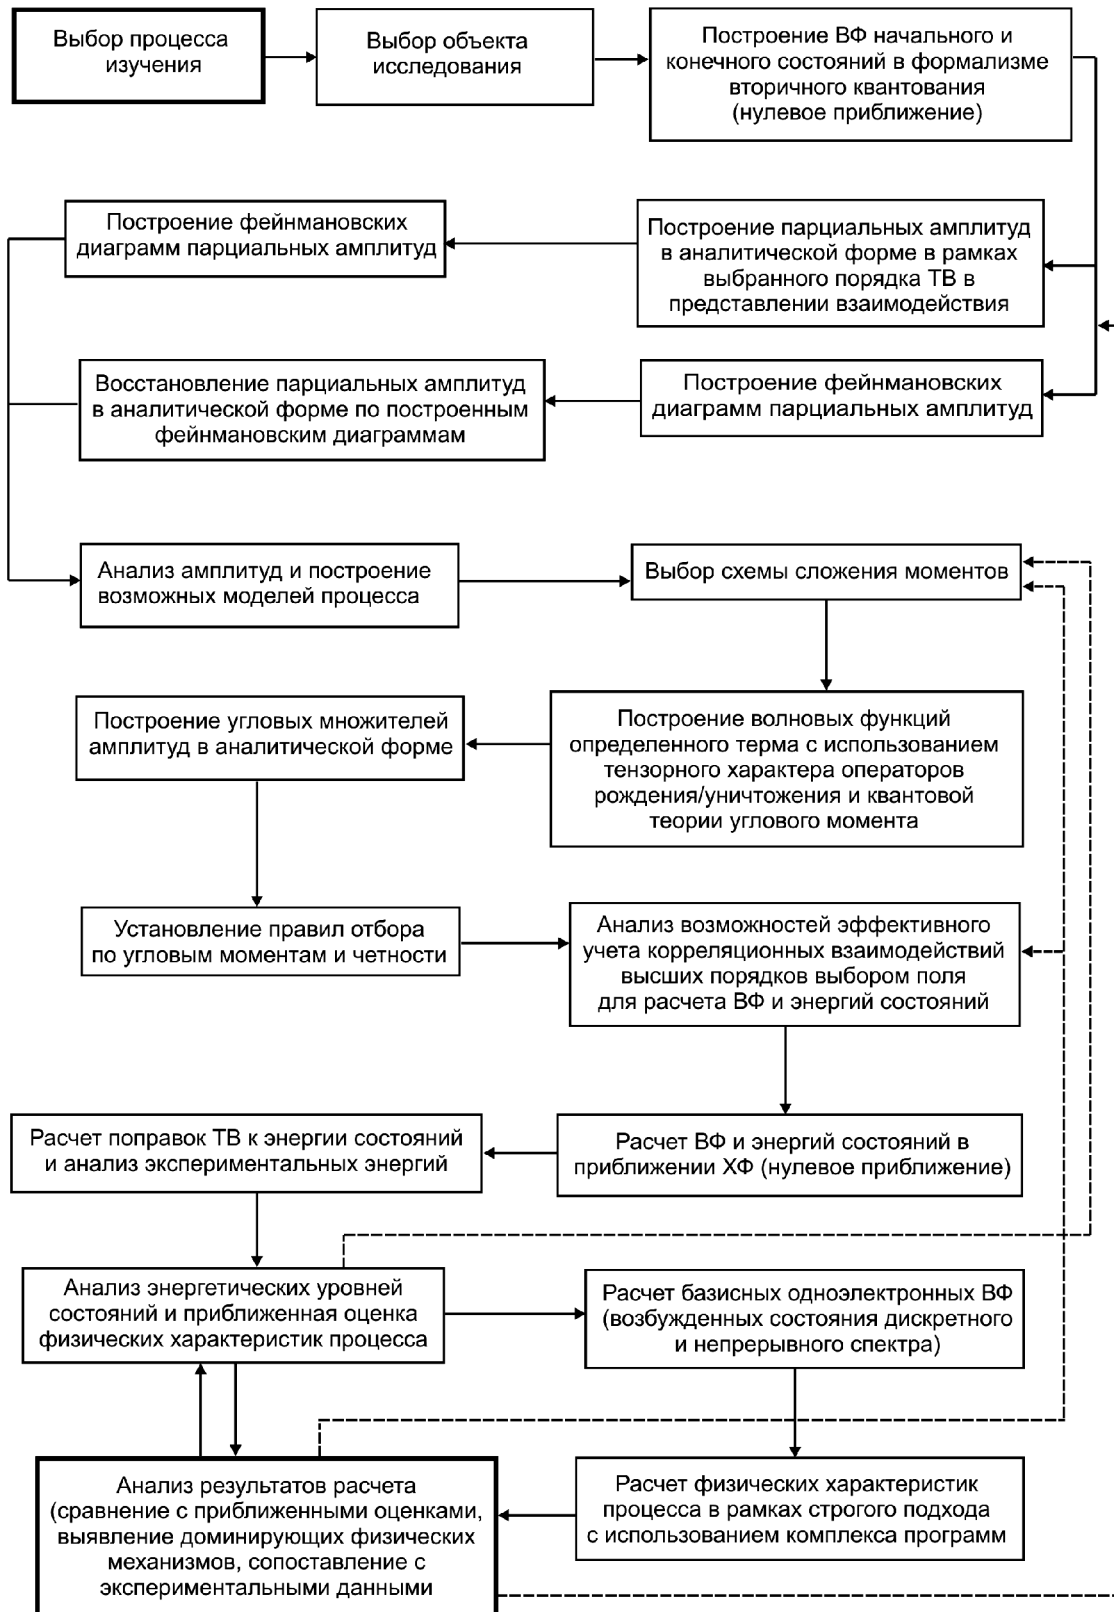 Выбор процесса
изучения
Выбор объекта
исследования
Построение ВФ начального и
конечного состояний в формализме
вторичного квантования
(нулевое приближение)
Построение фейнмановских
диаграмм парциальных амплитуд
Построение парциальных амплитуд
в аналитической форме в рамках
выбранного порядка ТВ в
представлении взаимодействия
Восстановление парциальных амплитуд
в аналитической форме по построенным
фейнмановским диаграммам
Построение фейнмановских
диаграмм парциальных амплитуд
Анализ амплитуд и построение
возможных моделей процесса
Выбор схемы сложения моментов
Построение угловых множителей
амплитуд в аналитической форме
Построение волновых функций
определенного терма с использованием
тензорного характера операторов
рождения/уничтожения и квантовой
теории углового момента
Установление правил отбора
по угловым моментам и четности
Анализ возможностей эффективного
учета корреляционных взаимодействий
высших порядков выбором поля
для расчета ВФ и энергий состояний
Расчет поправок ТВ к энергии состояний
и анализ экспериментальных энергий
Расчет ВФ и энергий состояний в
приближении ХФ (нулевое приближение)
Анализ энергетических уровней
состояний и приближенная оценка
физических характеристик процесса
Расчет базисных одноэлектронных ВФ
(возбужденных состояния дискретного
и непрерывного спектра)
Анализ результатов расчета
(сравнение с приближенными оценками,
выявление доминирующих физических
механизмов, сопоставление с
экспериментальными данными
Расчет физических характеристик
процесса в рамках строгого подхода
с использованием комплекса программ